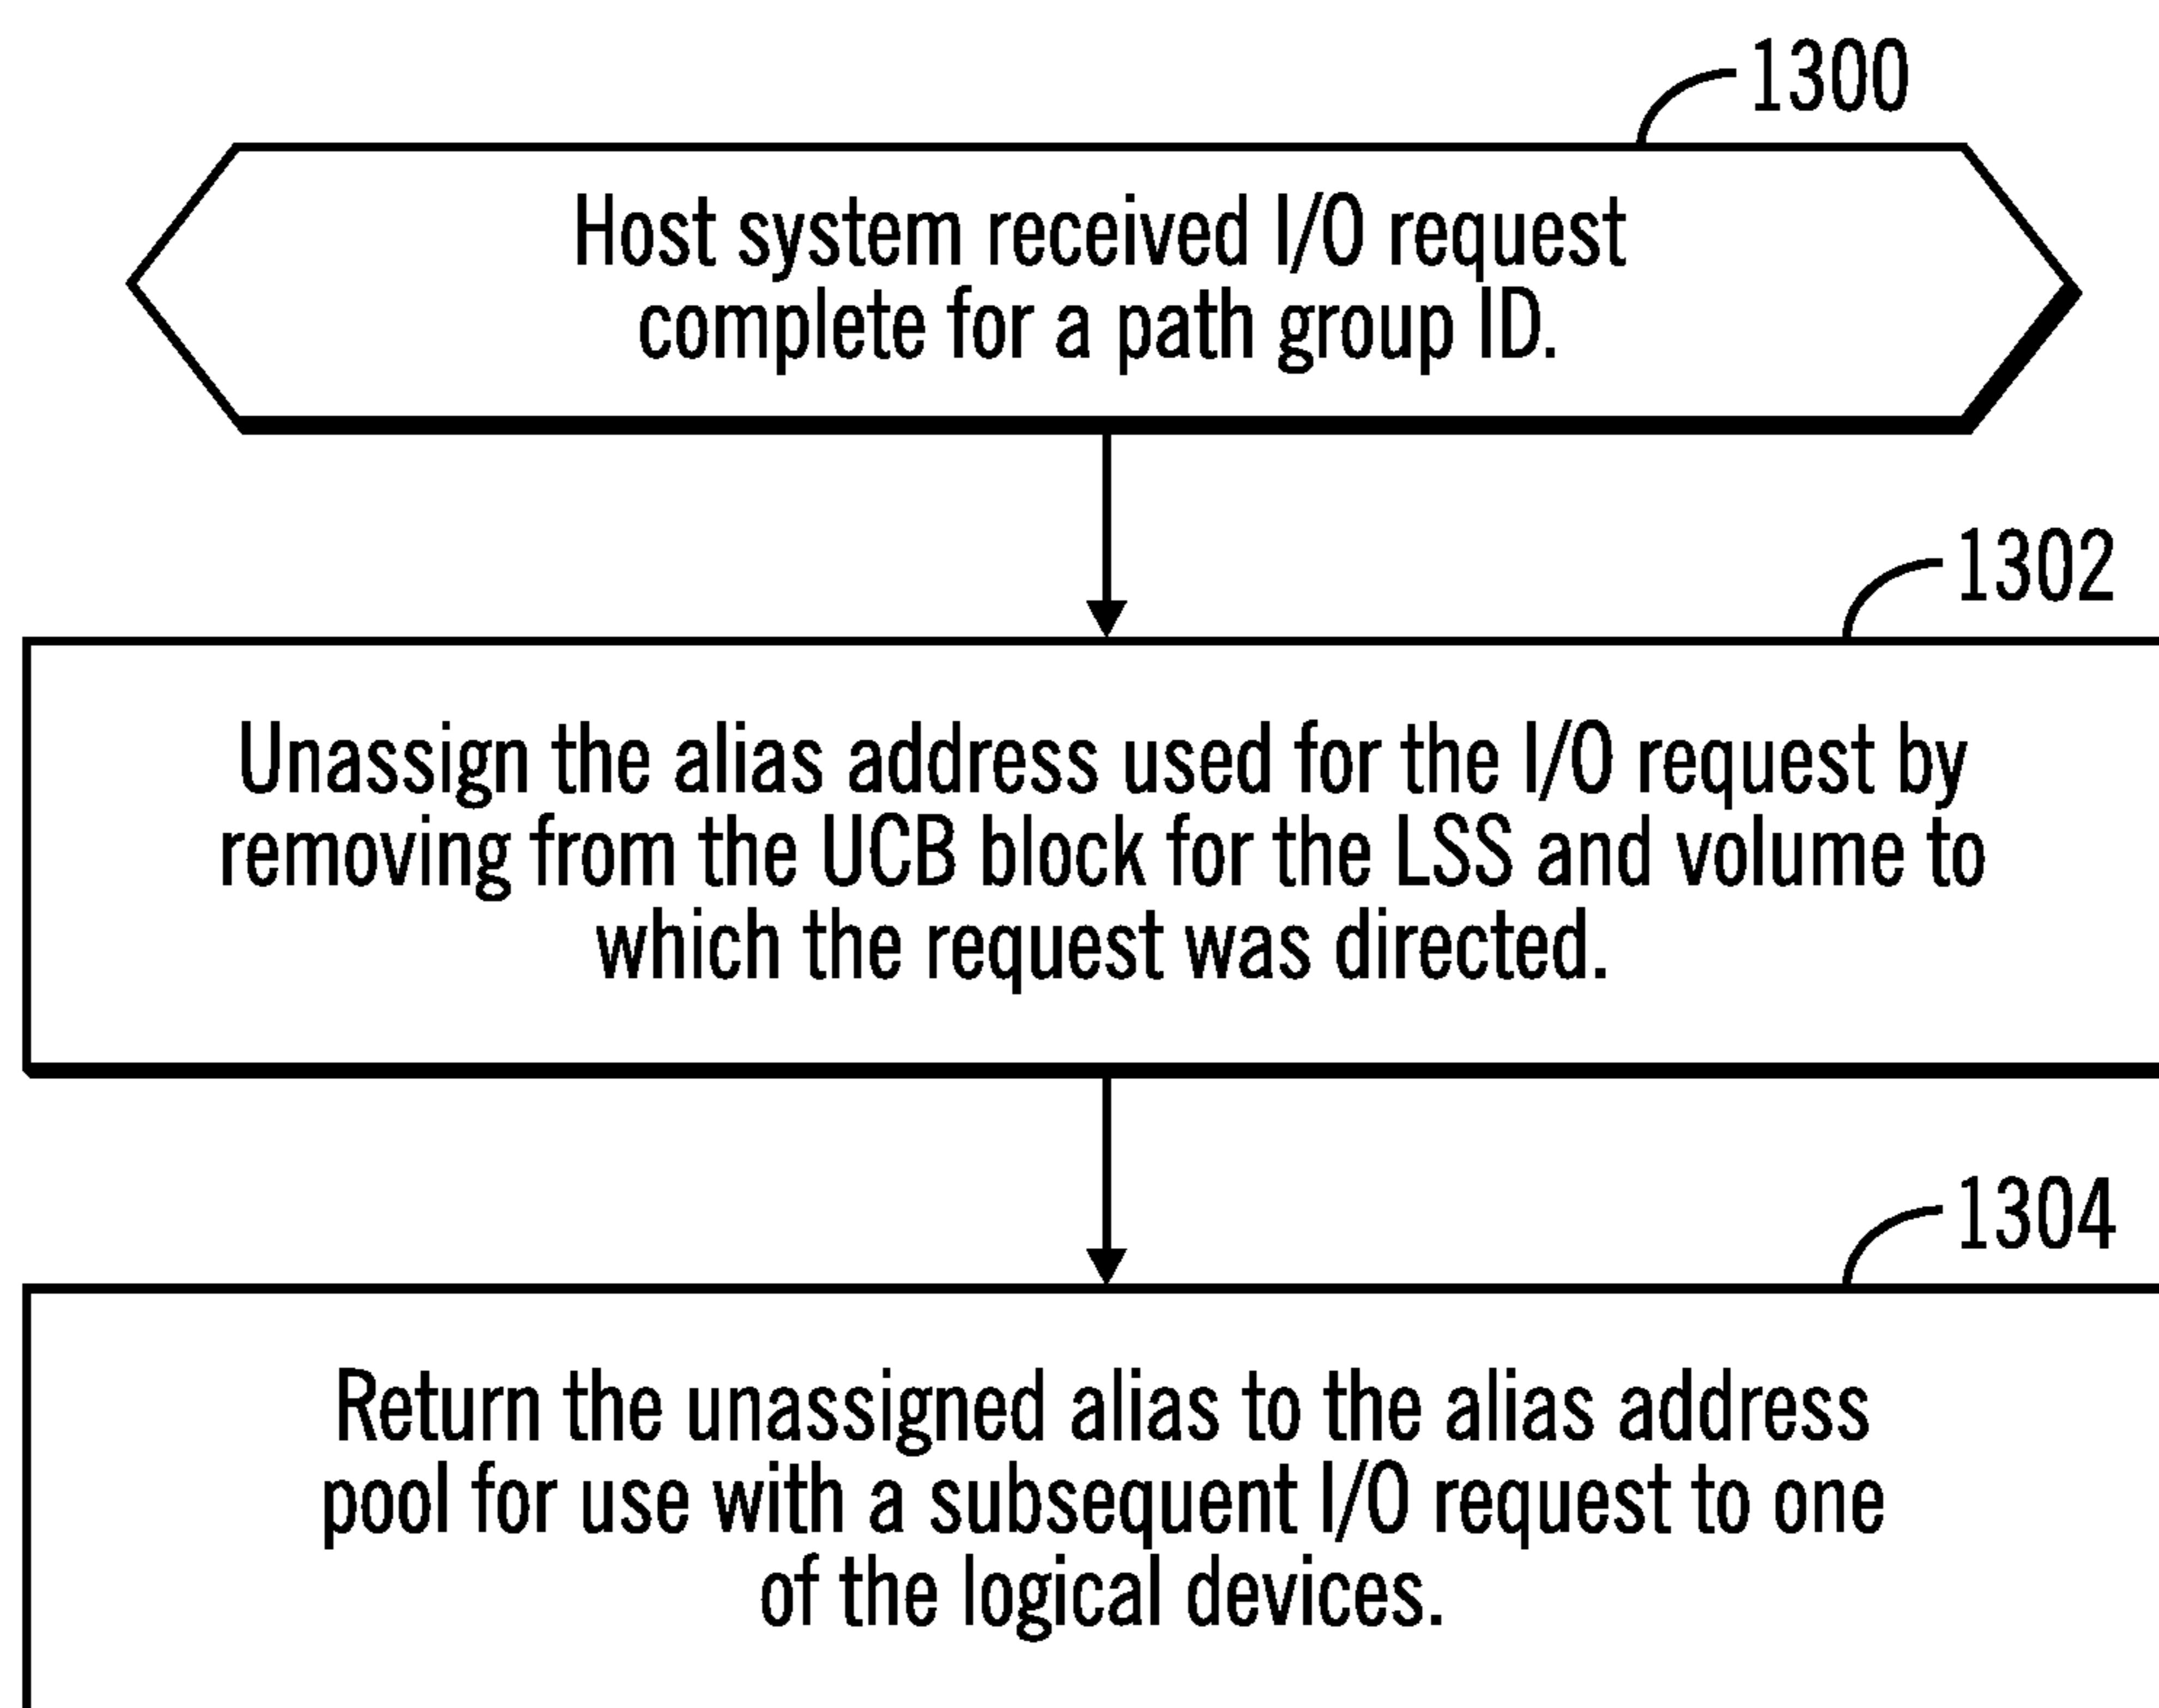 1300
Host system received I/O request
complete for a path group ID.
1302
Unassign the alias address used for the I/O request by
removing from the UCB block for the LSS and volume to
which the request was directed.
1304
Return the unassigned alias to the alias address
pool for use with a subsequent I/O request to one
of the logical devices.